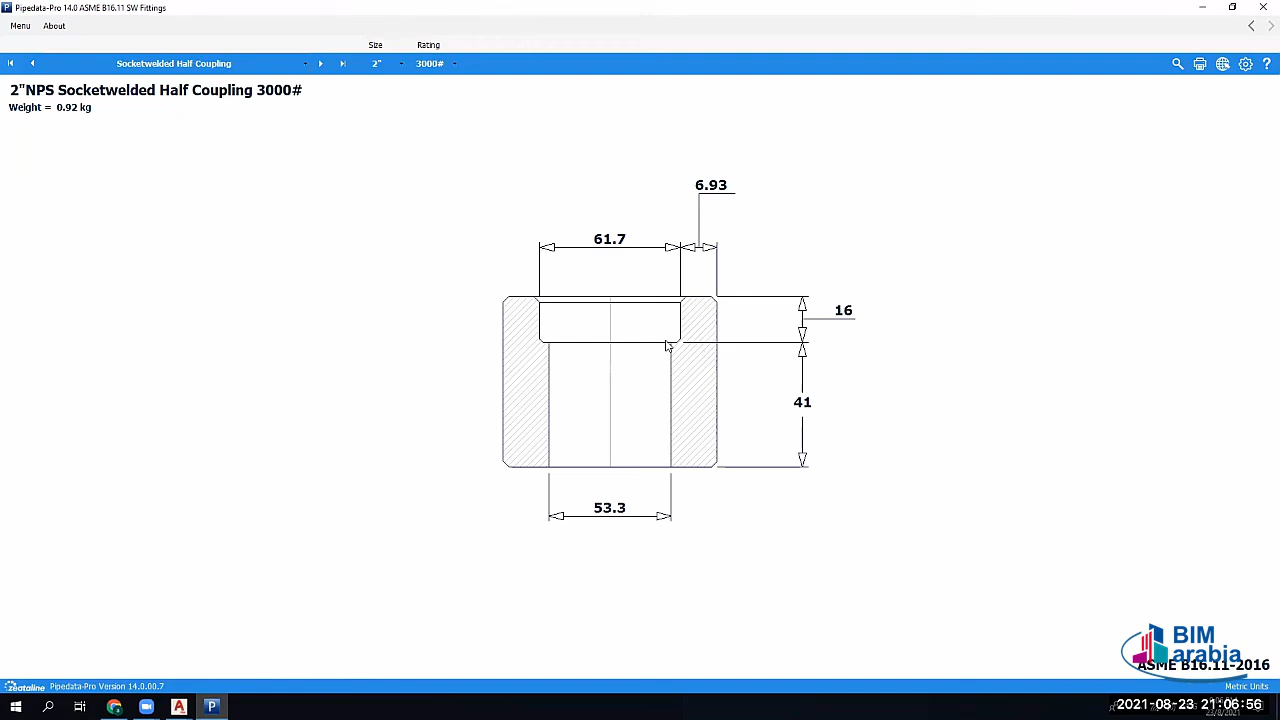 Pipedata-Pro 14.0 ASME B16.11 SW Fittings
Menu About
Size Rating
Socketwelded Half Coupling 2" 3000#
2"NPS Socketwelded Half Coupling 3000#
Weight = 0.92 kg
6.93
61.7
16
41
53.3
BIM
arabia
ASME B16.11-2016
Zeataline Pipedata-Pro Version 14.0.00.7 Metric Units
2021-08-23 21:06:56